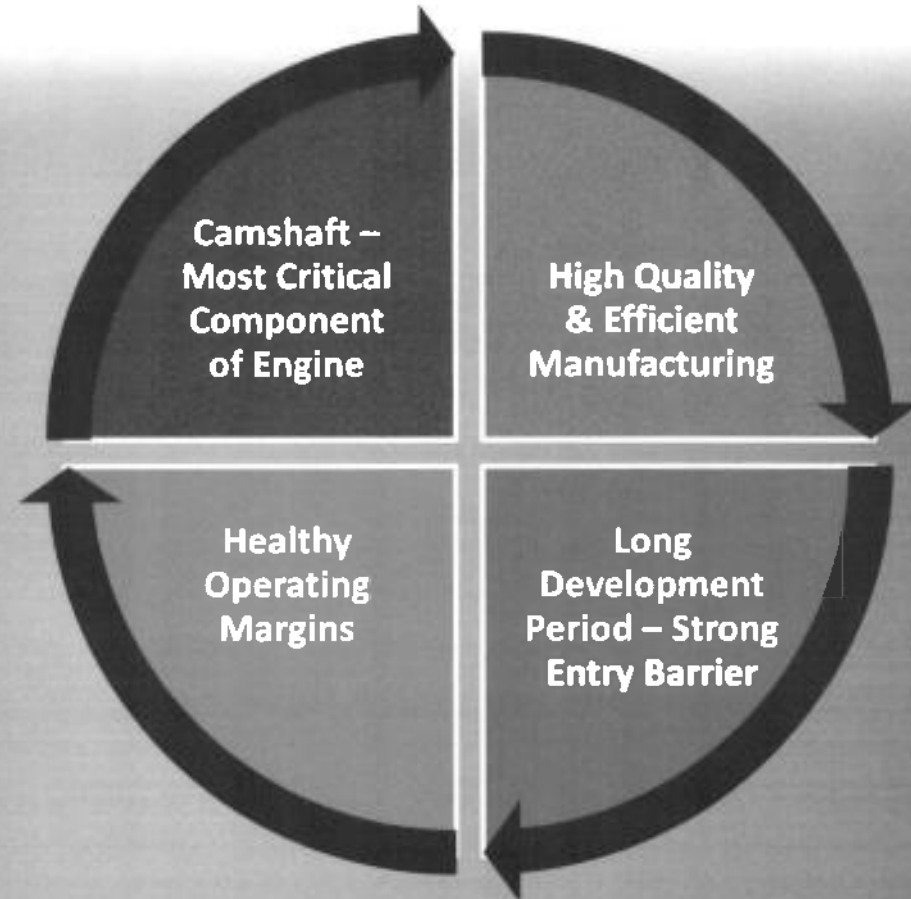 Camshaft –
Most Critical
Component
of Engine
High Quality
& Efficient
Manufacturing
Healthy
Operating
Margins
Long
Development
Period – Strong
Entry Barrier